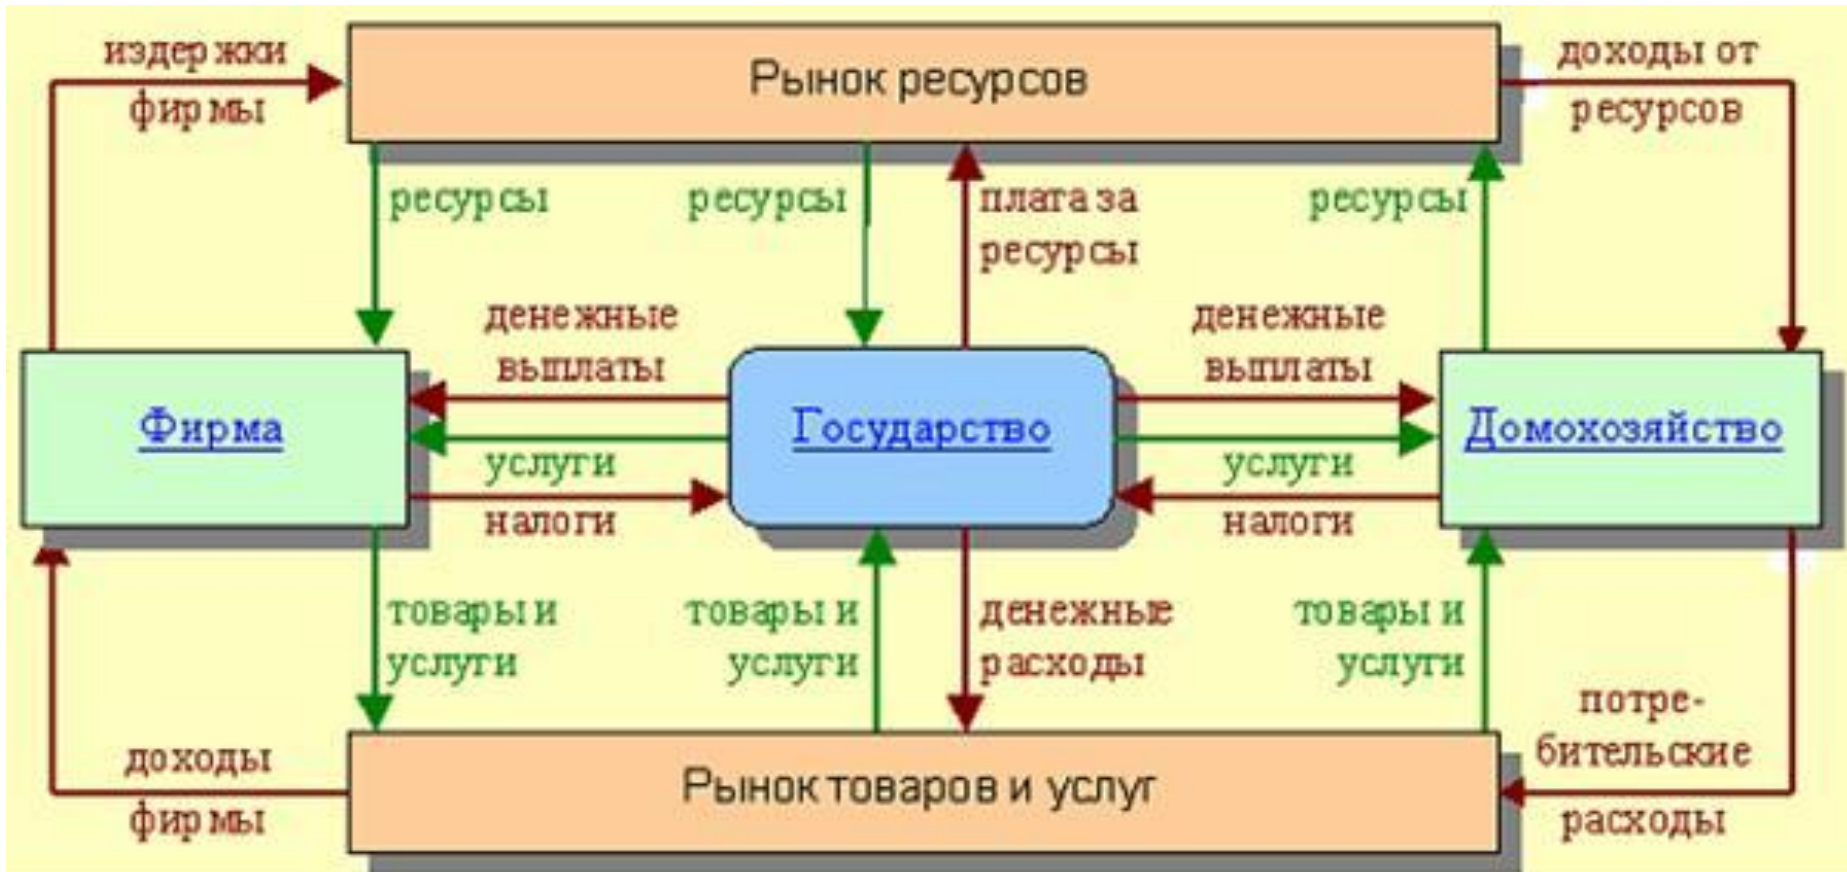 издержки
фирмы
Рынок ресурсов
доходы от
ресурсов
ресурсы
ресурсы
плата за
ресурсы
ресурсы
денежные
выплаты
денежные
выплаты
Фирма
Государство
Домохозяйство
услуги
налоги
услуги
налоги
товары и
услуги
товары и
услуги
денежные
расходы
товары и
услуги
потре-
бительские
расходы
доходы
фирмы
Рынок товаров и услуг